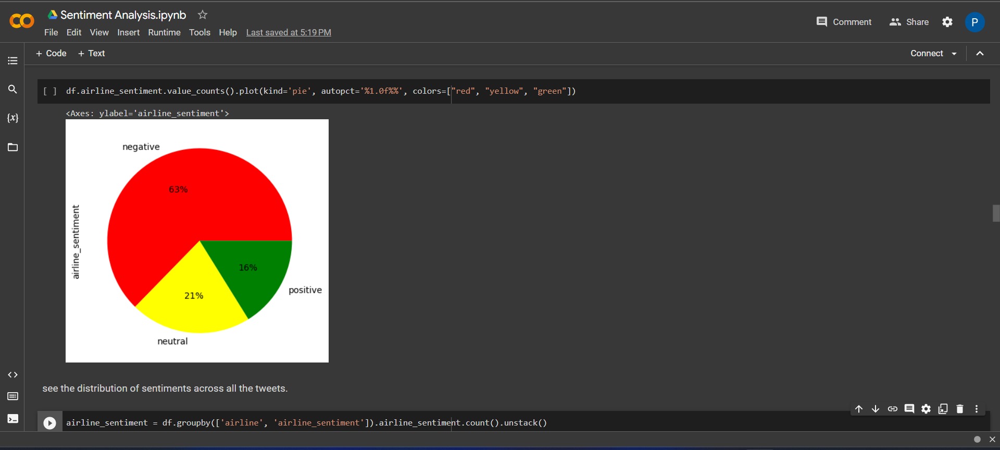 Sentiment Analysis.ipynb
File Edit View Insert Runtime Tools Help Last saved at 5:19 PM
Comment Share P
+ Code + Text
Connect
[ ] df.airline_sentiment.value_counts().plot(kind='pie', autopct='%1.0f%%', colors=["red", "yellow", "green"])
<Axes: ylabel='airline_sentiment'>
negative
63%
airline_sentiment
16%
positive
21%
neutral
{x}
see the distribution of sentiments across all the tweets.
airline_sentiment = df.groupby(['airline', 'airline_sentiment']).airline_sentiment.count().unstack()